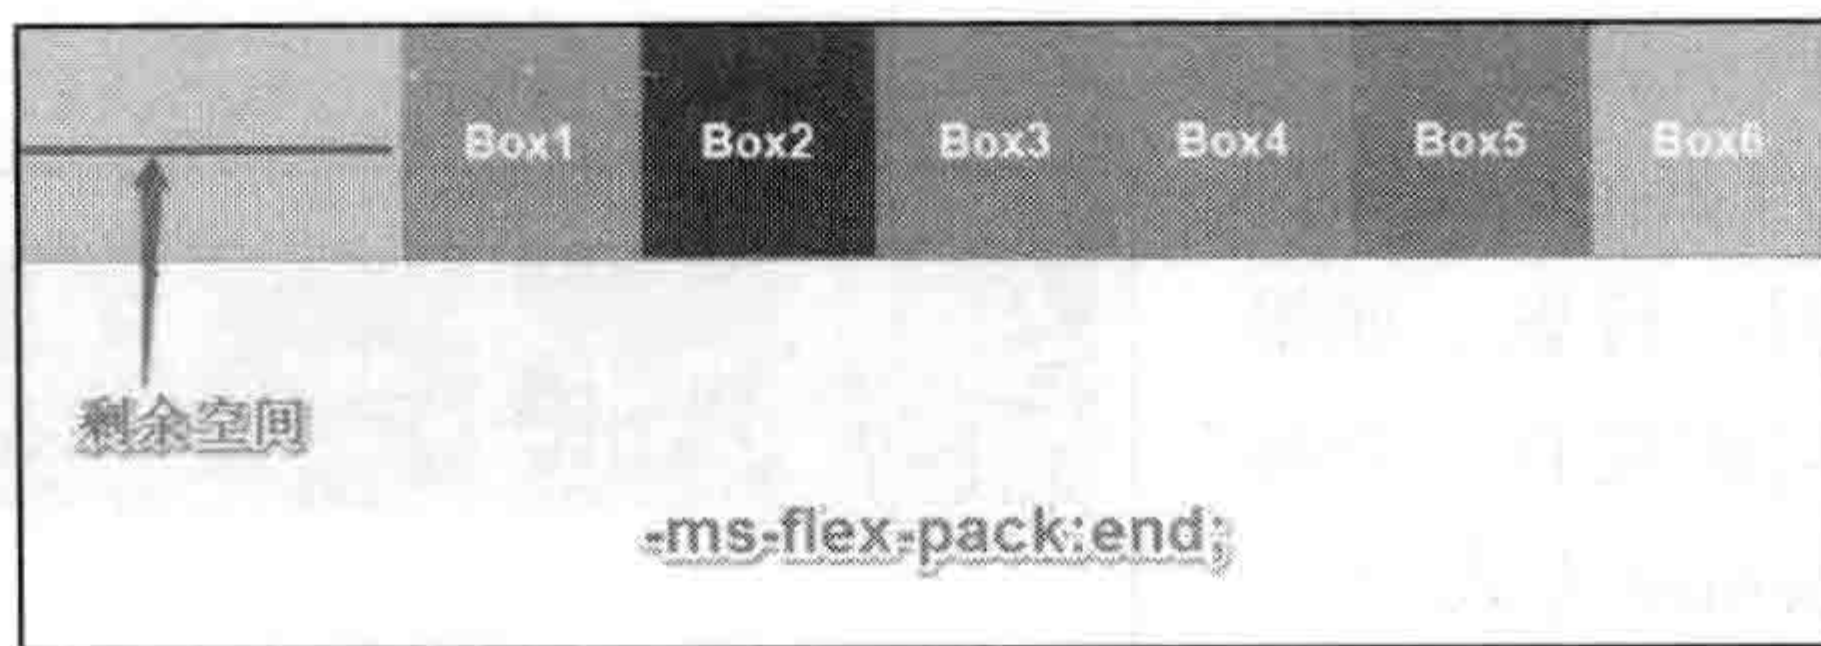 Box1 Box2 Box3 Box4 Box5 Box6
剩余空间
-ms-flex-pack:end;